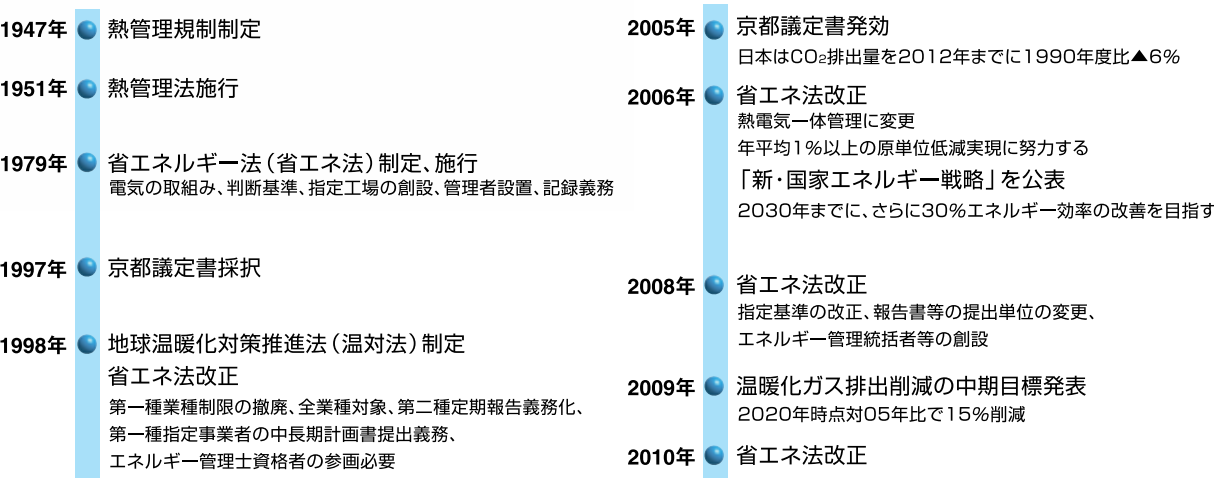 1947年 熱管理規制制定
1951年 熱管理法施行
1979年 省エネルギー法（省エネ法）制定、施行
電気の取組み、判断基準、指定工場の創設、管理者設置、記録義務
1997年 京都議定書採択
1998年 地球温暖化対策推進法（温対法）制定
省エネ法改正
第一種業種制限の撤廃、全業種対象、第二種定期報告義務化、
第一種指定事業者の中長期計画書提出義務、
エネルギー管理士資格者の参画必要
2005年 京都議定書発効
日本はCO₂排出量を2012年までに1990年度比▲6%
2006年 省エネ法改正
熱電気一体管理に変更
年平均1%以上の原単位低減実現に努力する
「新・国家エネルギー戦略」を公表
2030年までに、さらに30%エネルギー効率の改善を目指す
2008年 省エネ法改正
指定基準の改正、報告書等の提出単位の変更、
エネルギー管理統括者等の創設
2009年 温暖化ガス排出削減の中期目標発表
2020年時点対05年比で15%削減
2010年 省エネ法改正